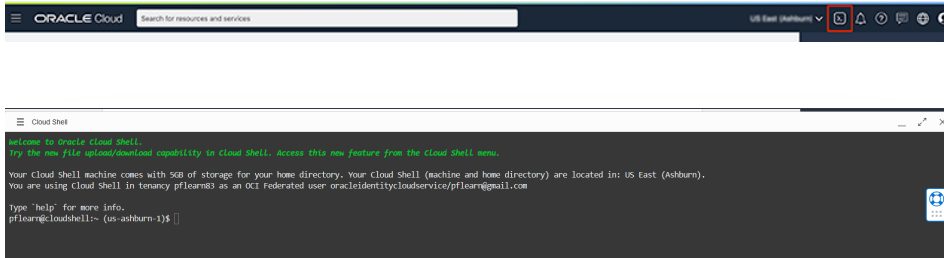 ORACLE Cloud
Search for resources and services
US East (Ashburn)
Cloud Shell
Welcome to Oracle Cloud Shell.
Try the new file upload/download capability in Cloud Shell. Access this new feature from the Cloud Shell menu.
Your Cloud Shell machine comes with 5GB of storage for your home directory. Your Cloud Shell (machine and home directory) are located in: US East (Ashburn).
You are using Cloud Shell in tenancy pflearn83 as an OCI Federated user oracleidentitycloudservice/pflearn@gmail.com
Type `help` for more info.
pflearn@cloudshell:~ (us-ashburn-1)$